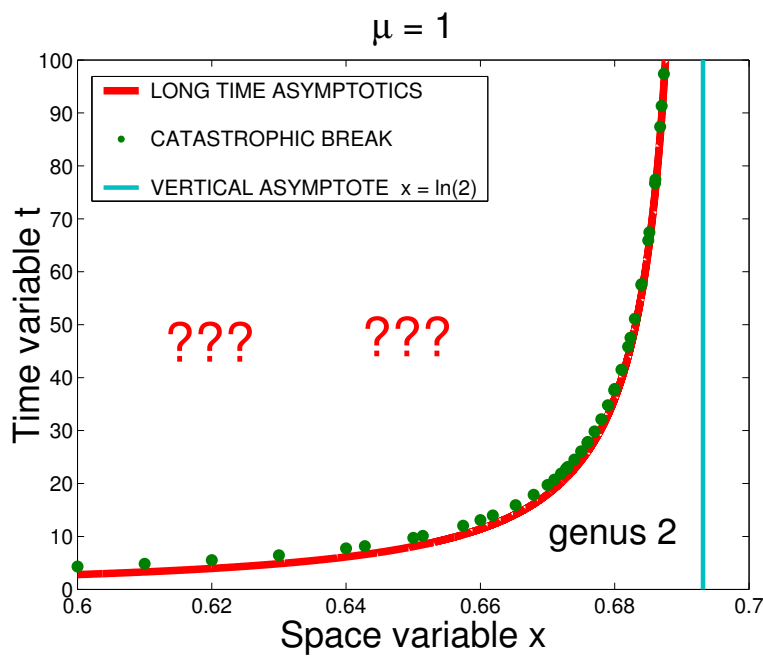 μ = 1
100
90
80
70
60
50
40
30
20
10
0
LONG TIME ASYMPTOTICS
CATASTROPHIC BREAK
VERTICAL ASYMPTOTE x = ln(2)
??? ???
genus 2
0.6 0.62 0.64 0.66 0.68 0.7
Space variable x
Time variable t